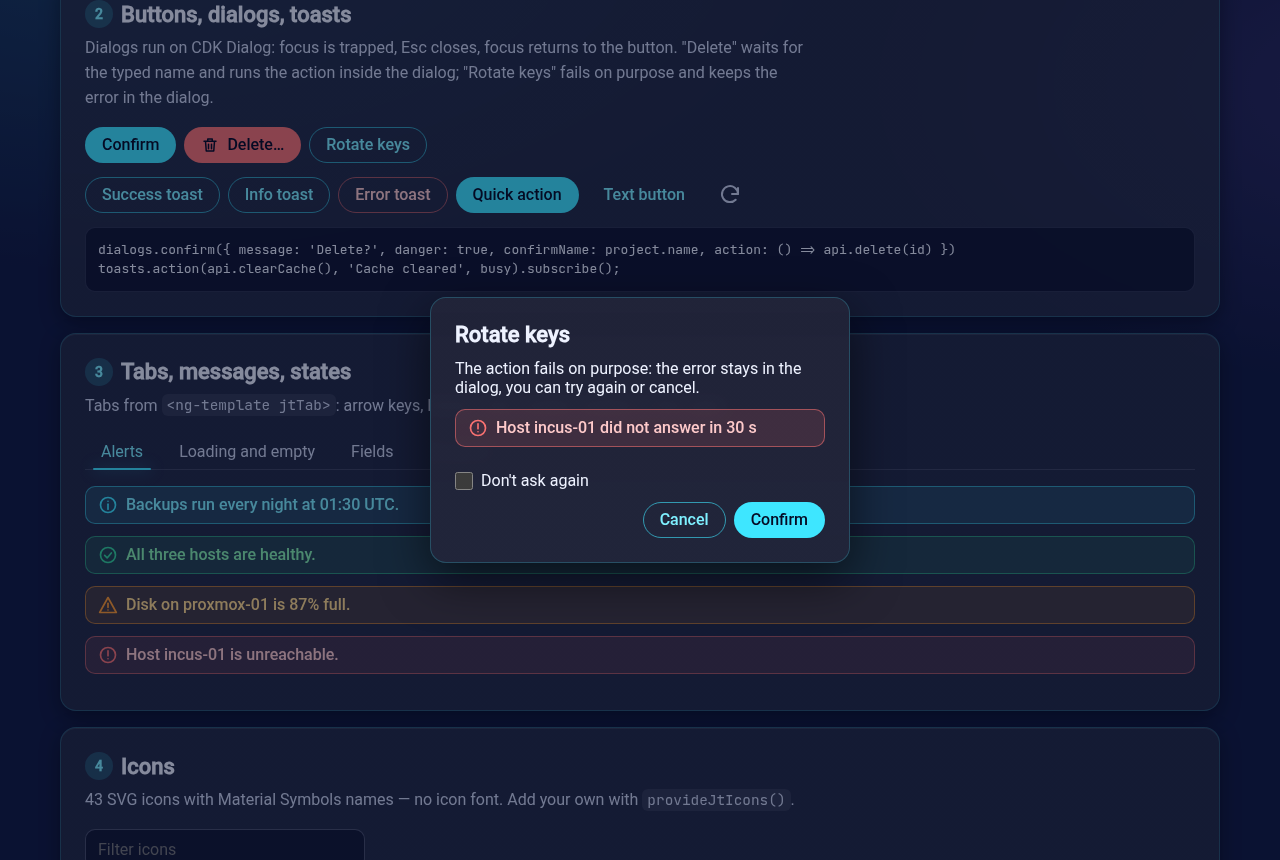 2 Buttons, dialogs, toasts
Dialogs run on CDK Dialog: focus is trapped, Esc closes, focus returns to the button. "Delete" waits for
the typed name and runs the action inside the dialog; "Rotate keys" fails on purpose and keeps the
error in the dialog.
Confirm Delete... Rotate keys
Success toast Info toast Error toast Quick action Text button
dialogs.confirm({ message: 'Delete?', danger: true, confirmName: project.name, action: () => api.delete(id) })
toasts.action(api.clearCache(), 'Cache cleared', busy).subscribe();
Rotate keys
The action fails on purpose: the error stays in the
dialog, you can try again or cancel.
Host incus-01 did not answer in 30 s
Don't ask again
Cancel Confirm
3 Tabs, messages, states
Tabs from <ng-template jtTab>: arrow keys,
Alerts Loading and empty Fields
Backups run every night at 01:30 UTC.
All three hosts are healthy.
Disk on proxmox-01 is 87% full.
Host incus-01 is unreachable.
4 Icons
43 SVG icons with Material Symbols names — no icon font. Add your own with provideJtIcons().
Filter icons